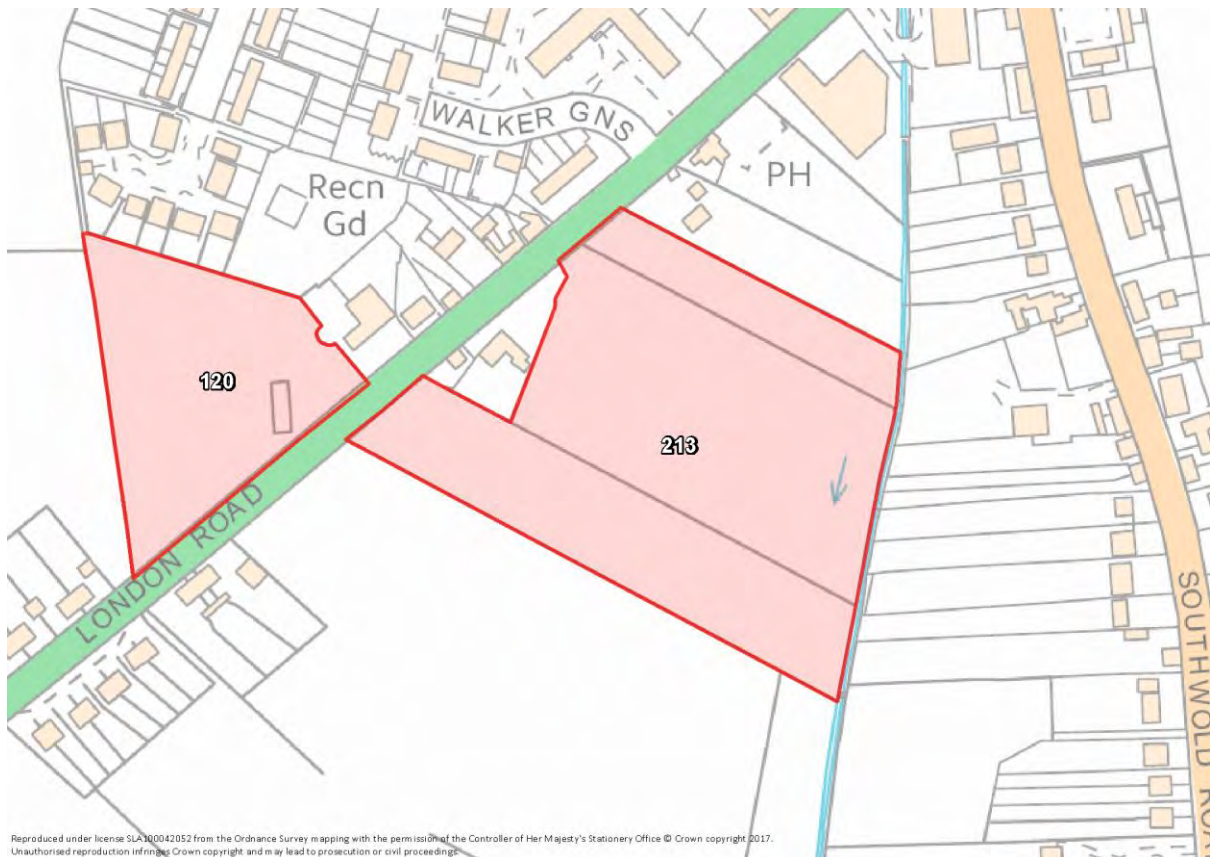 WALKER GNS
PH
Recn
Gd
120
213
LONDON ROAD
SOUTHWOLD ROAD
Reproduced under license SLA100042052 from the Ordnance Survey mapping with the permission of the Controller of Her Majesty's Stationery Office © Crown copyright 2017.
Unauthorised reproduction infringes Crown copyright and may lead to prosecution or civil proceedings.